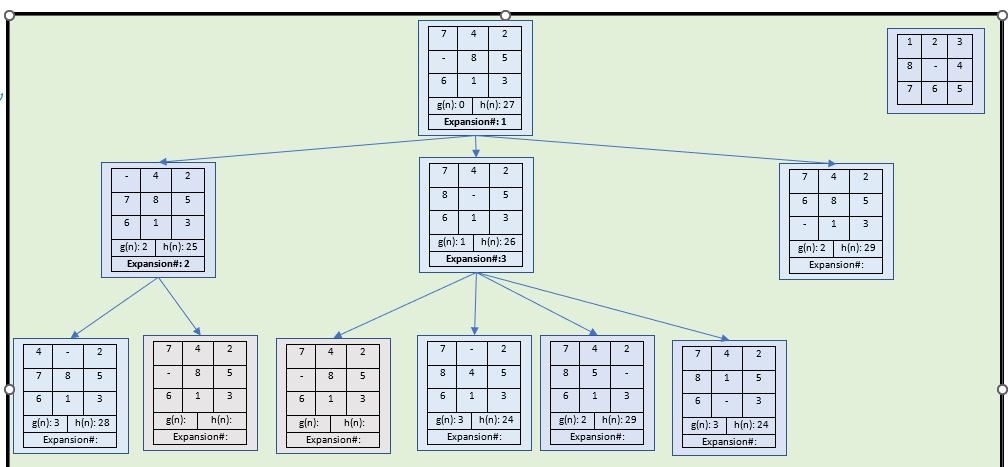 7 4 2
- 8 5
6 1 3
g(n): 0 h(n): 27
Expansion#: 1
1 2 3
8 - 4
7 6 5
- 4 2
7 8 5
6 1 3
g(n): 2 h(n): 25
Expansion#: 2
7 4 2
8 - 5
6 1 3
g(n): 1 h(n): 26
Expansion#:3
7 4 2
6 8 5
- 1 3
g(n): 2 h(n): 29
Expansion#:
4 - 2
7 8 5
6 1 3
g(n): 3 h(n): 28
Expansion#:
7 4 2
- 8 5
6 1 3
g(n): h(n):
Expansion#:
7 4 2
- 8 5
6 1 3
g(n): h(n):
Expansion#:
7 - 2
8 4 5
6 1 3
g(n): 3 h(n): 24
Expansion#:
7 4 2
8 5 -
6 1 3
g(n): 2 h(n): 29
Expansion#:
7 4 2
8 1 5
6 - 3
g(n): 3 h(n): 24
Expansion#: